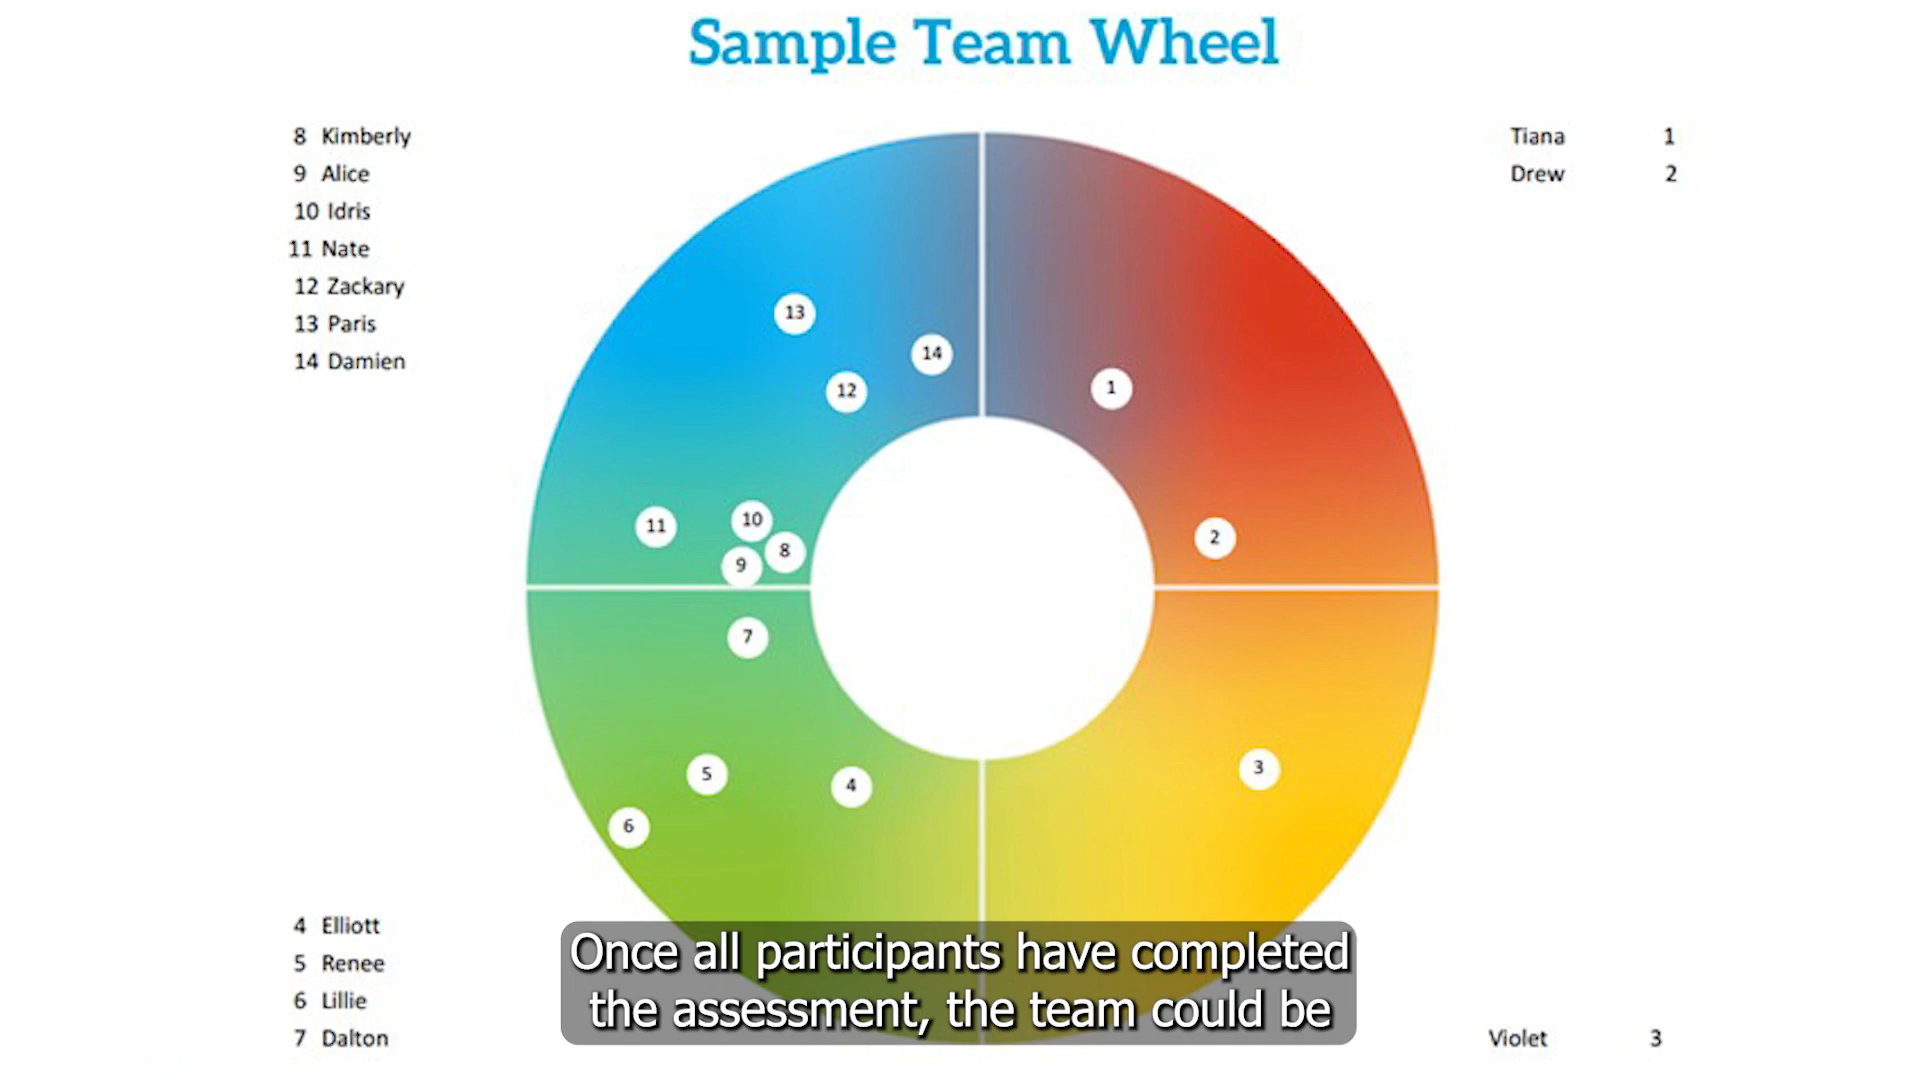 Sample Team Wheel
8 Kimberly
9 Alice
10 Idris
11 Nate
12 Zackary
13 Paris
14 Damien
Tiana 1
Drew 2
13
14
12
1
11
10
8
9
2
7
5
4
6
3
4 Elliott
5 Renee
6 Lillie
7 Dalton
Violet 3
Once all participants have completed
the assessment, the team could be